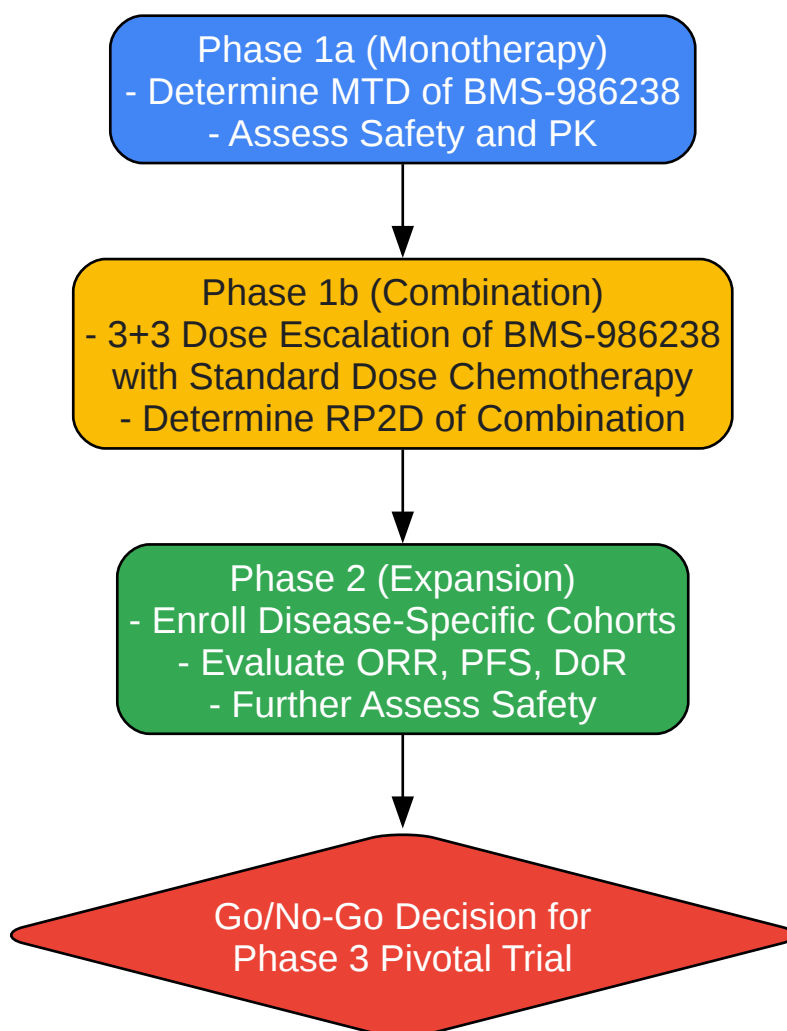 Phase 1a (Monotherapy)
- Determine MTD of BMS-986238
- Assess Safety and PK
Phase 1b (Combination)
- 3+3 Dose Escalation of BMS-986238
with Standard Dose Chemotherapy
- Determine RP2D of Combination
Phase 2 (Expansion)
- Enroll Disease-Specific Cohorts
- Evaluate ORR, PFS, DoR
- Further Assess Safety
Go/No-Go Decision for
Phase 3 Pivotal Trial